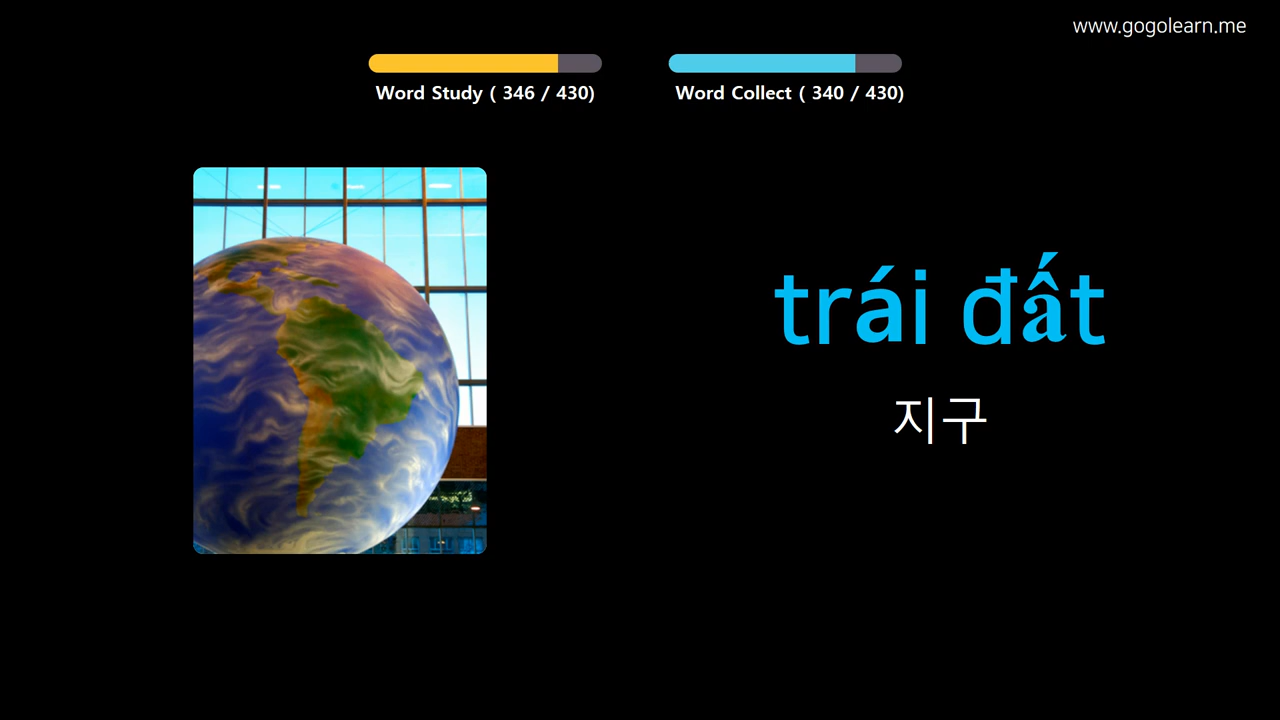 www.gogolearn.me
Word Study ( 346 / 430)
Word Collect ( 340 / 430)
trái đất
지구